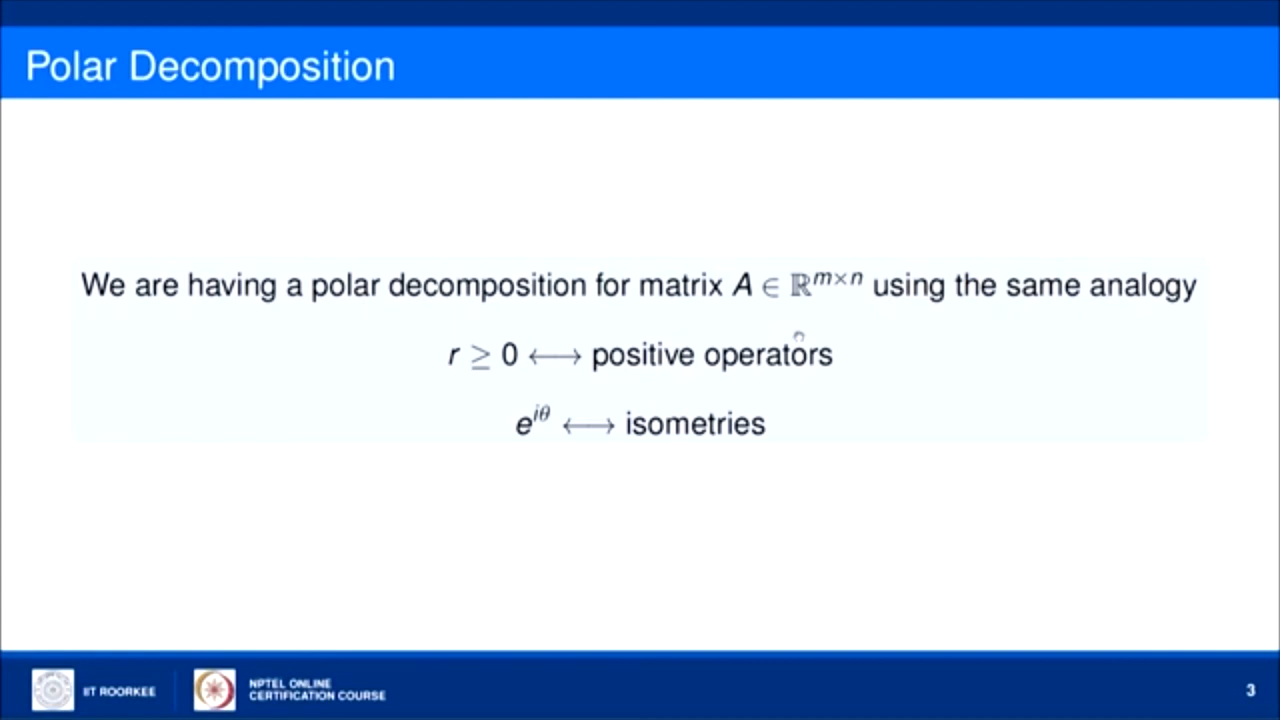 Polar Decomposition
We are having a polar decomposition for matrix A ∈ ℝᵐˣⁿ using the same analogy
r ≥ 0 ⟷ positive operators
e^{iθ} ⟷ isometries
IIT ROORKEE
NPTEL ONLINE
CERTIFICATION COURSE
3